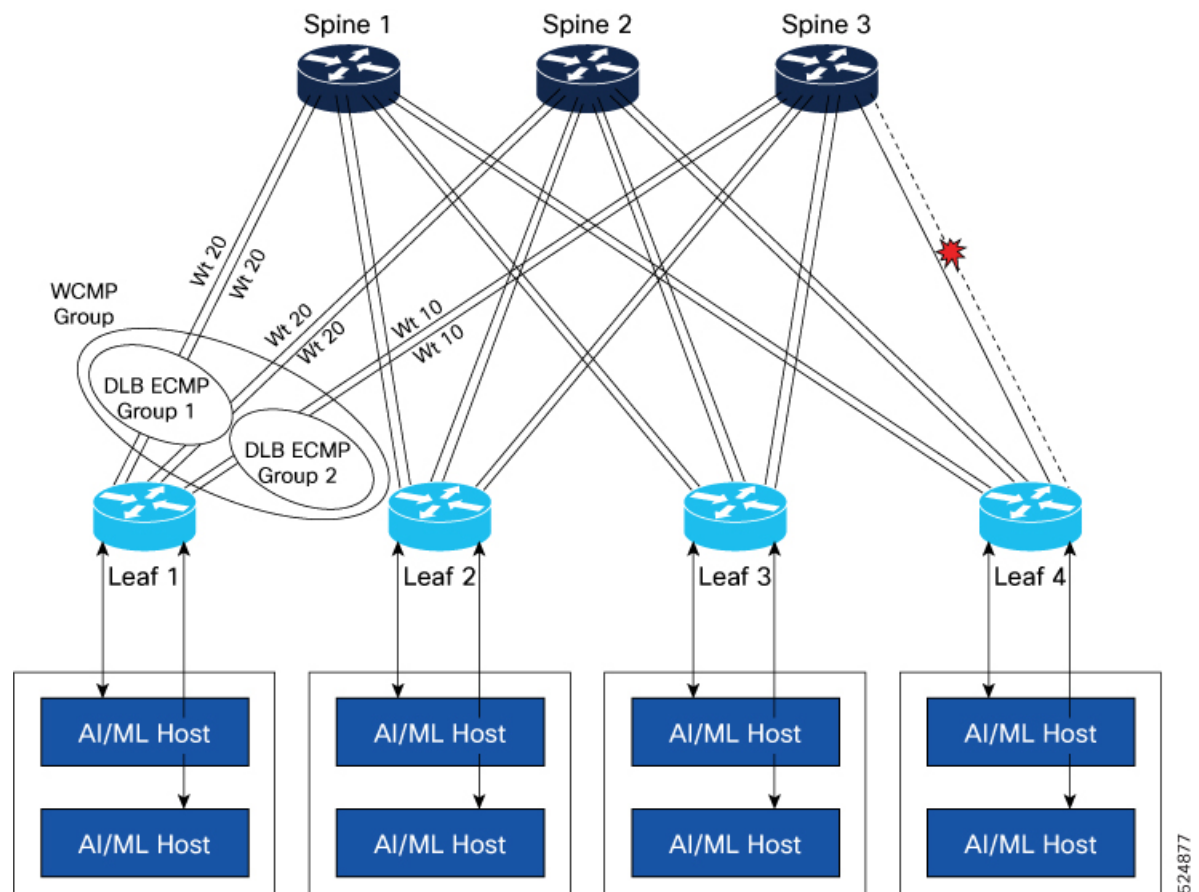 Spine 1
Spine 2
Spine 3
Wt 20
Wt 20
WCMP
Group
Wt 20
Wt 20
Wt 10
Wt 10
DLB ECMP
Group 1
DLB ECMP
Group 2
Leaf 1
Leaf 2
Leaf 3
Leaf 4
AI/ML Host
AI/ML Host
AI/ML Host
AI/ML Host
AI/ML Host
AI/ML Host
AI/ML Host
AI/ML Host
524877